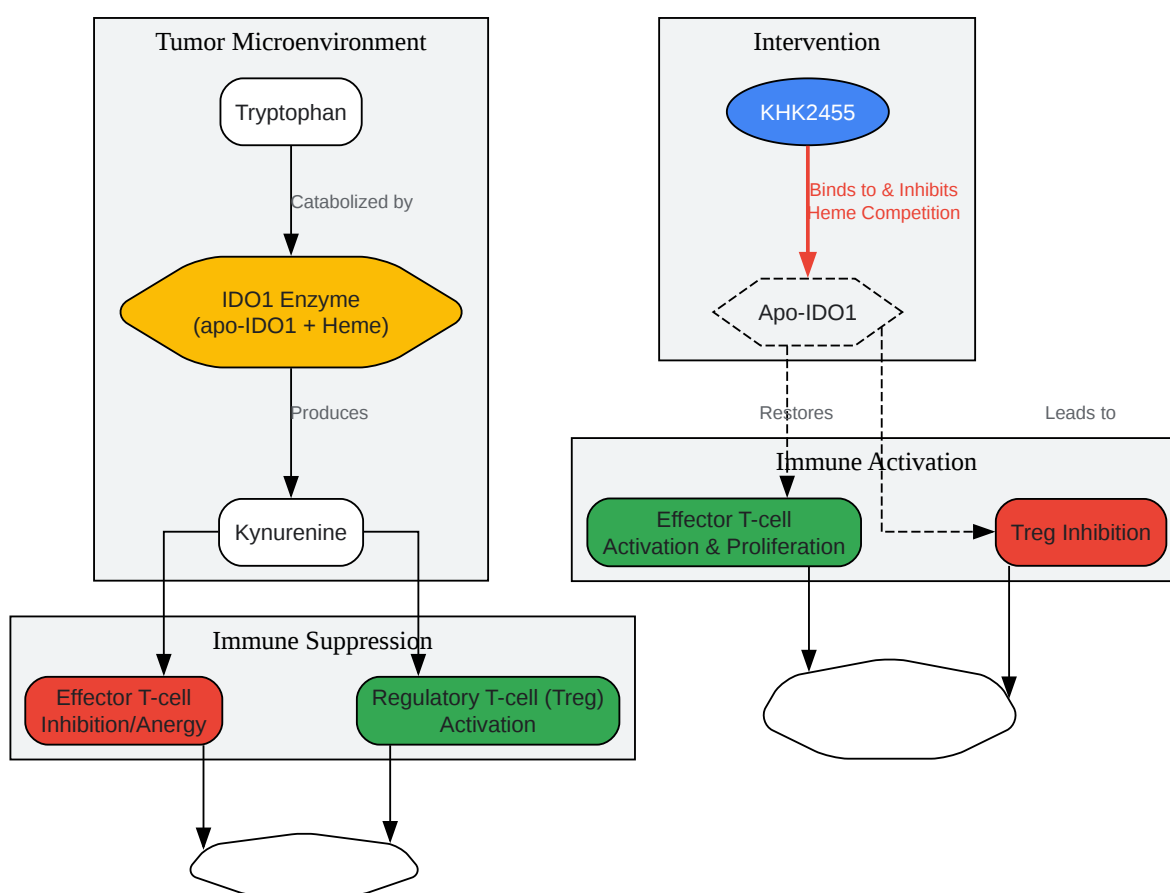 Tumor Microenvironment
Tryptophan
Catabolized by
IDO1 Enzyme
(apo-IDO1 + Heme)
Produces
Kynurenine
Immune Suppression
Effector T-cell
Inhibition/Anergy
Regulatory T-cell (Treg)
Activation
Intervention
KHK2455
Binds to & Inhibits
Heme Competition
Apo-IDO1
Restores
Leads to
Immune Activation
Effector T-cell
Activation & Proliferation
Treg Inhibition